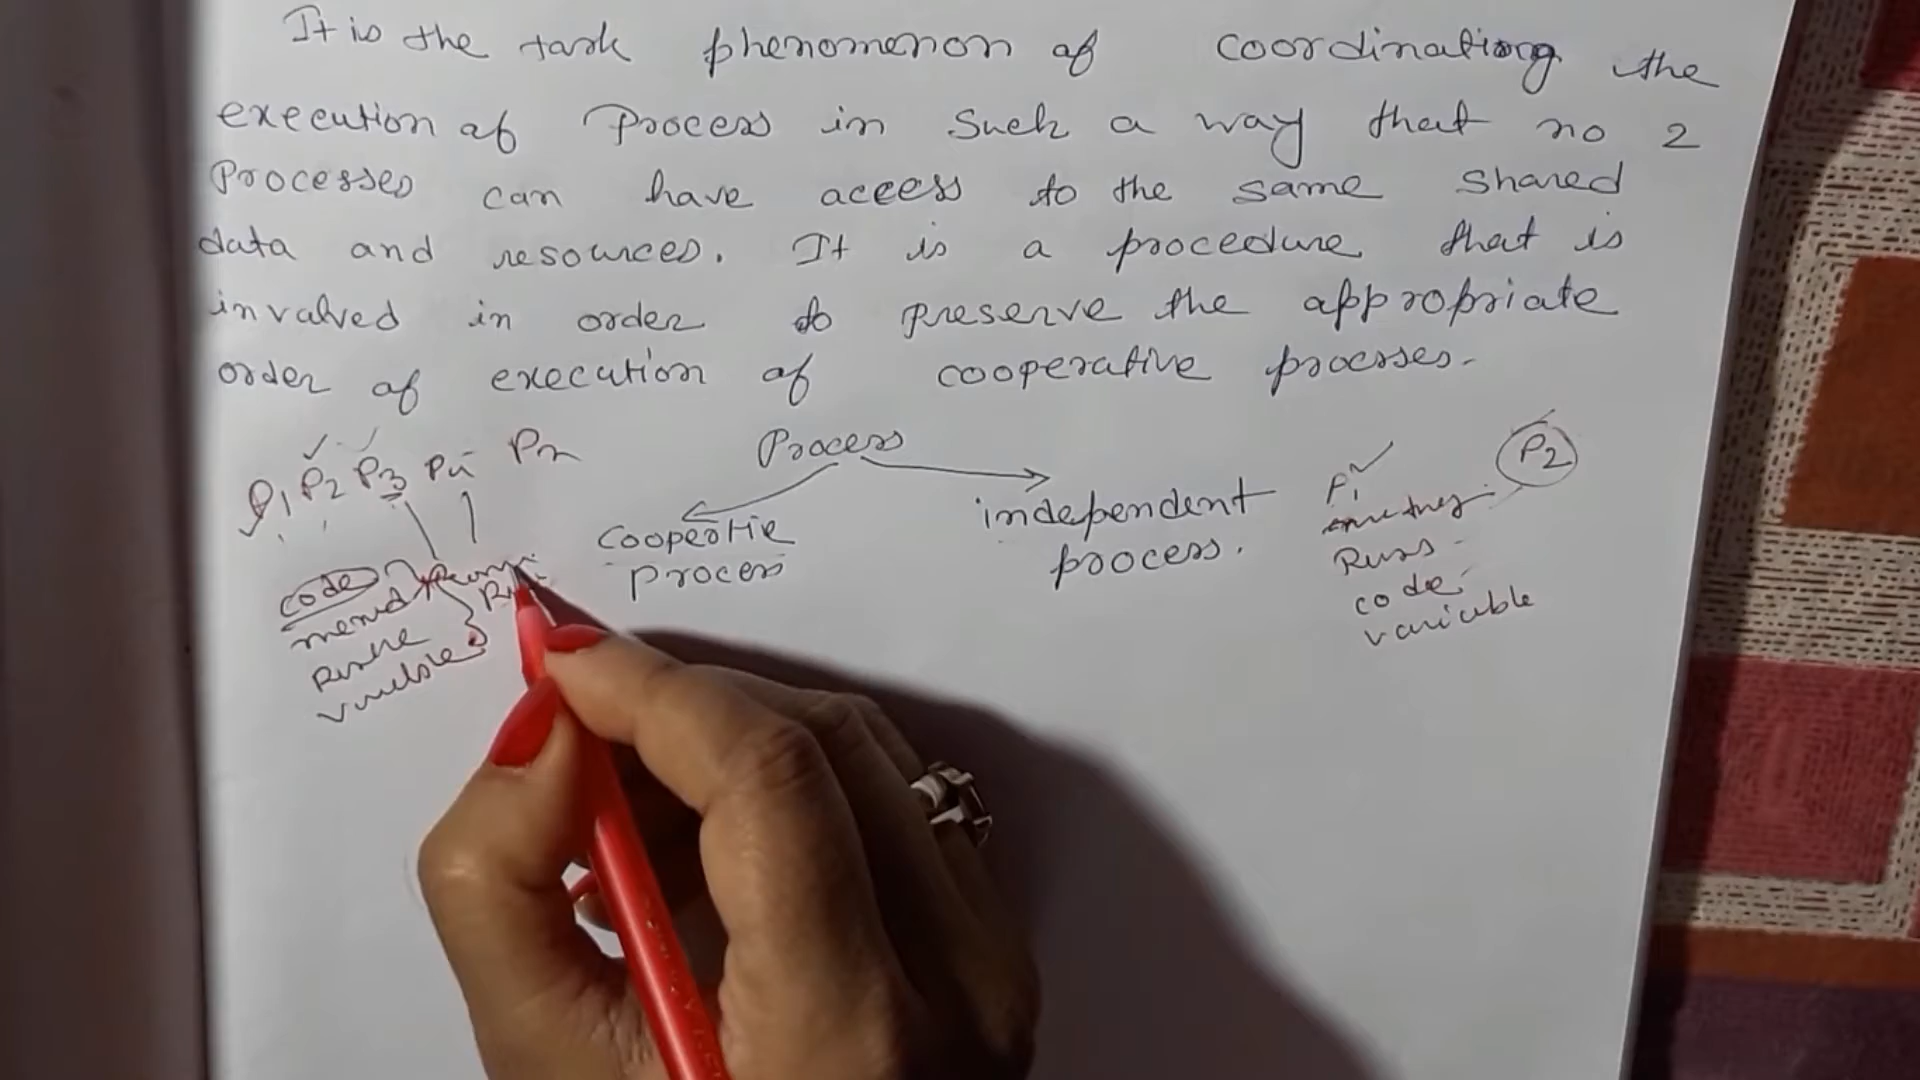 It is the task phenomenon of coordinationg the
execution of Process in such a way that no 2
Processes can have access to the same shared
data and resources. It is a procedure that is
involved in order to preserve the appropriate
order of execution of cooperative processes.
P1 P2 P3 P4 Pn
Process
Coopertie
process
independent
process.
code
P1
P2
code
variable